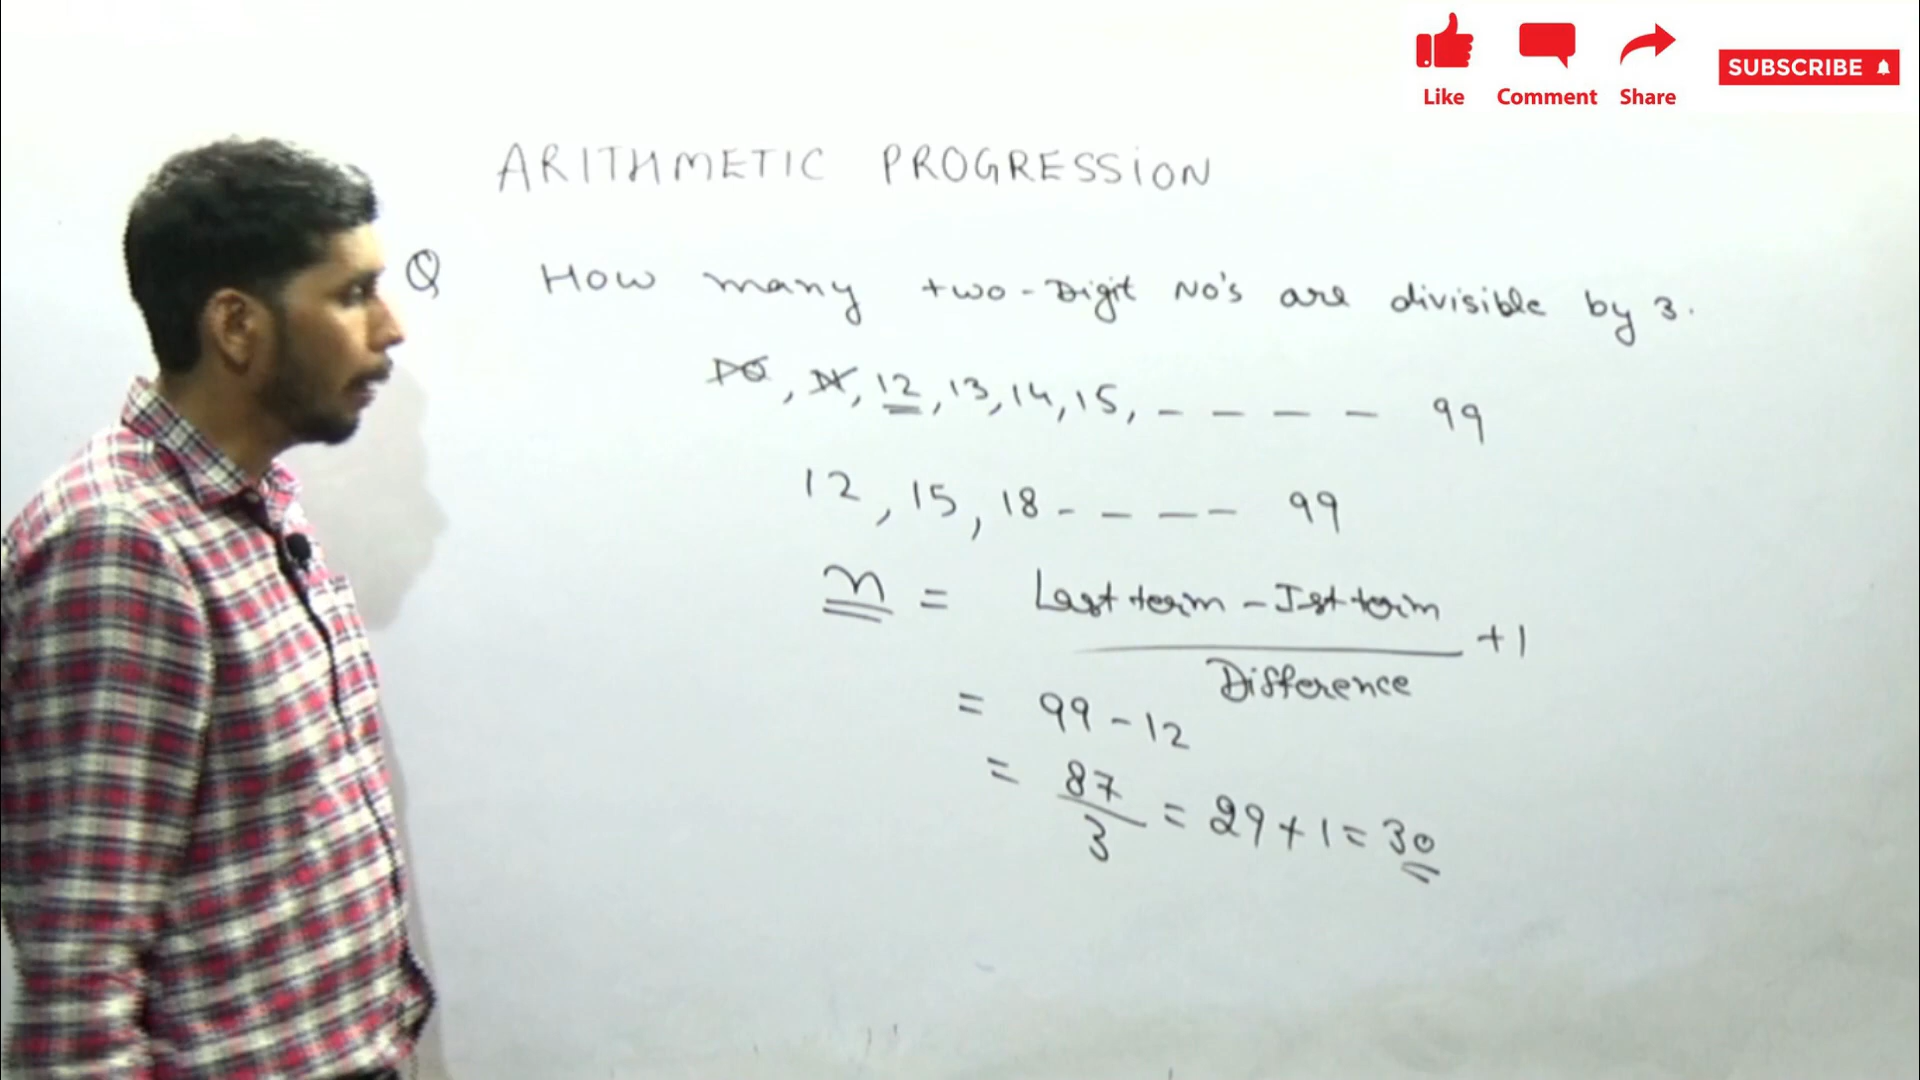 Like Comment Share SUBSCRIBE
ARITHMETIC PROGRESSION
Q How many two-Digit No's are divisible by 3.
10, 11, 12, 13, 14, 15, - - - - 99
12, 15, 18 - - - - 99
n = Last term - Ist term + 1
Difference
= 99 - 12
= 87
3 = 29 + 1 = 30